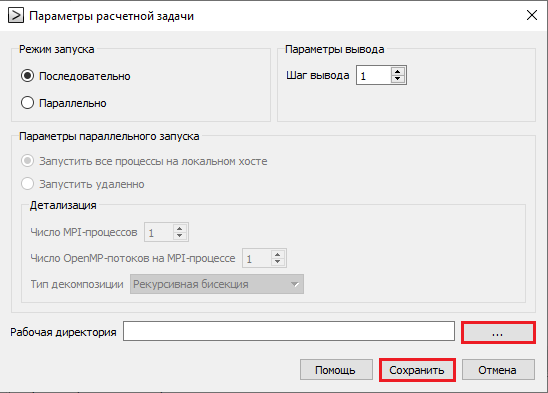 Параметры расчетной задачи
Режим запуска
Последовательно
Параллельно
Параметры вывода
Шаг вывода 1
Параметры параллельного запуска
Запустить все процессы на локальном хосте
Запустить удаленно
Детализация
Число MPI-процессов 1
Число OpenMP-потоков на MPI-процессе 1
Тип декомпозиции Рекурсивная бисекция
Рабочая директория ...
Помощь Сохранить Отмена